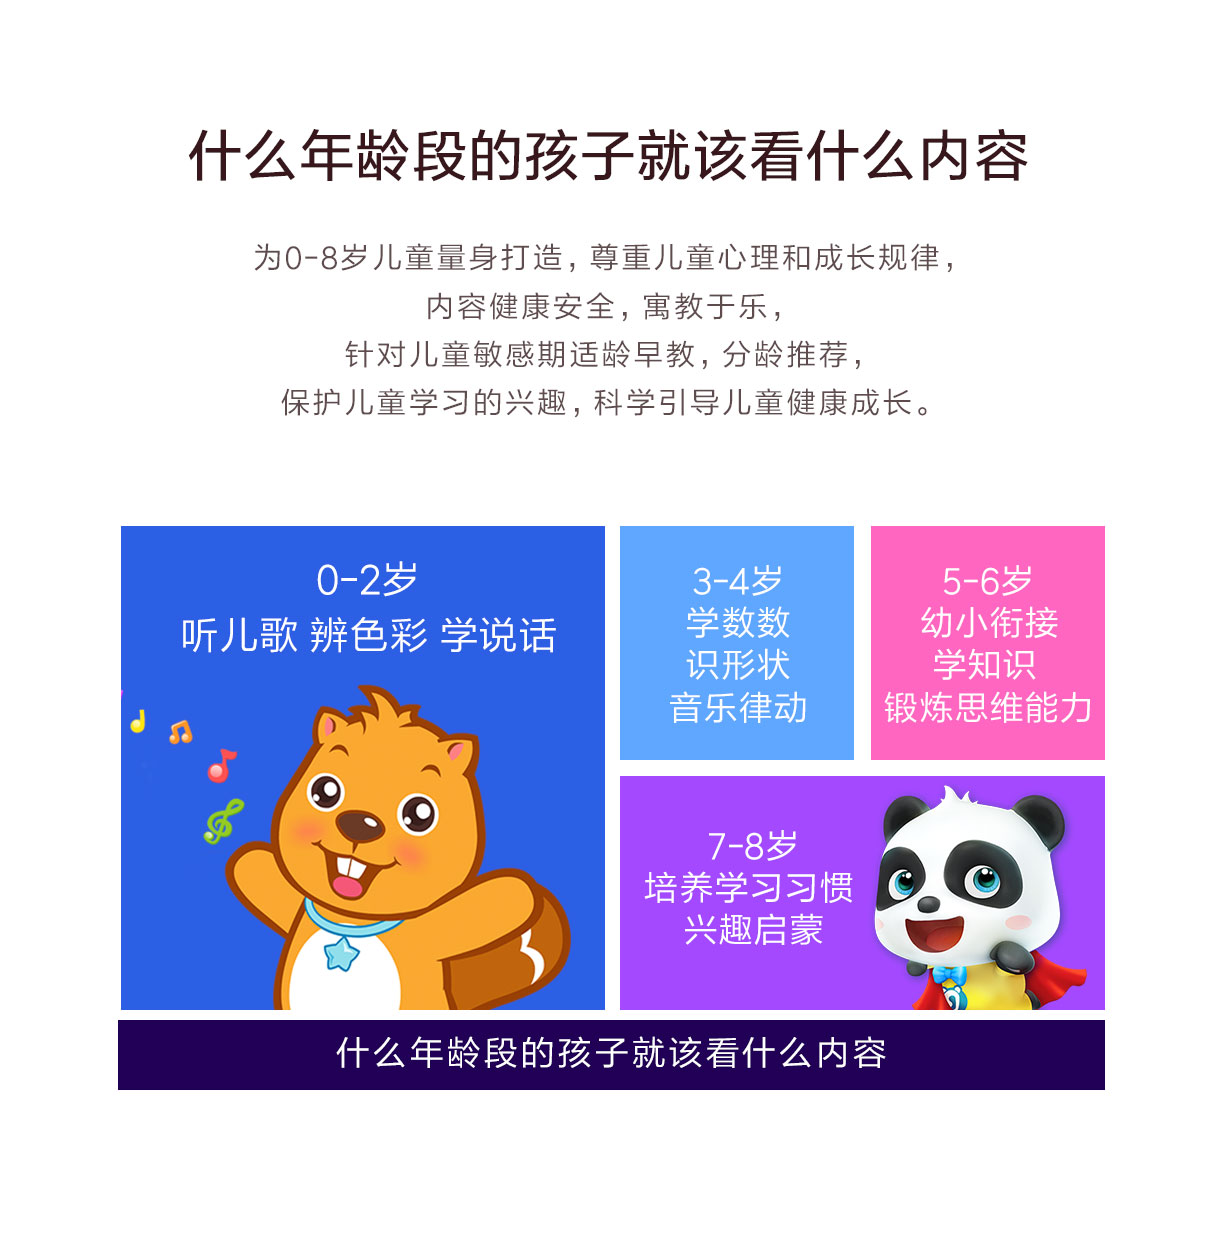 什么年龄段的孩子就该看什么内容
为0-8岁儿童量身打造，尊重儿童心理和成长规律，
内容健康安全，寓教于乐，
针对儿童敏感期适龄早教，分龄推荐，
保护儿童学习的兴趣，科学引导儿童健康成长。
0-2岁
听儿歌 辨色彩 学说话
3-4岁
学数数
识形状
音乐律动
5-6岁
幼小衔接
学知识
锻炼思维能力
7-8岁
培养学习习惯
兴趣启蒙
什么年龄段的孩子就该看什么内容